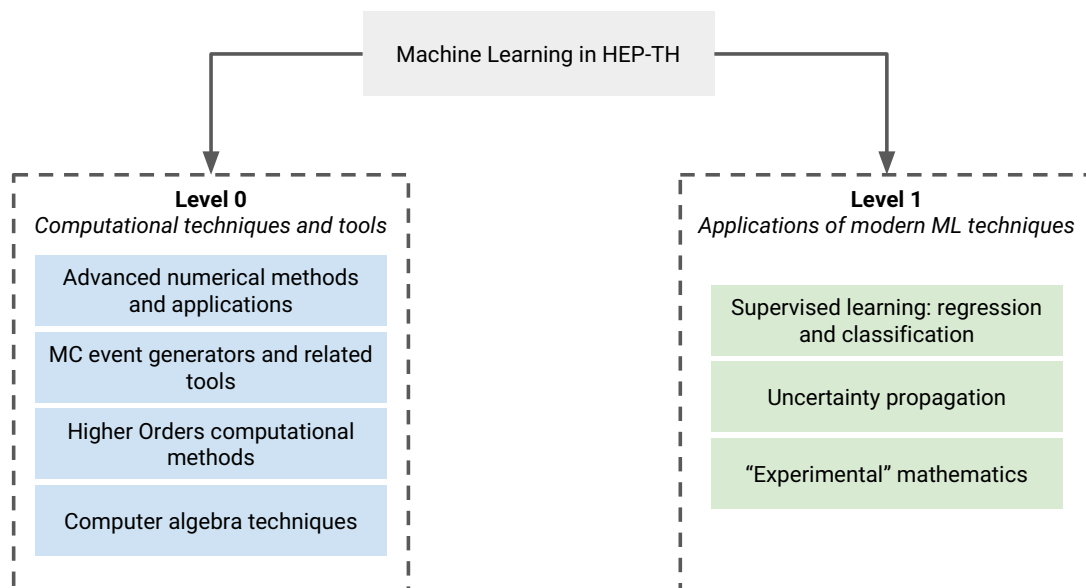 Machine Learning in HEP-TH
Level 0
Computational techniques and tools
Advanced numerical methods
and applications
MC event generators and related
tools
Higher Orders computational
methods
Computer algebra techniques
Level 1
Applications of modern ML techniques
Supervised learning: regression
and classification
Uncertainty propagation
“Experimental” mathematics